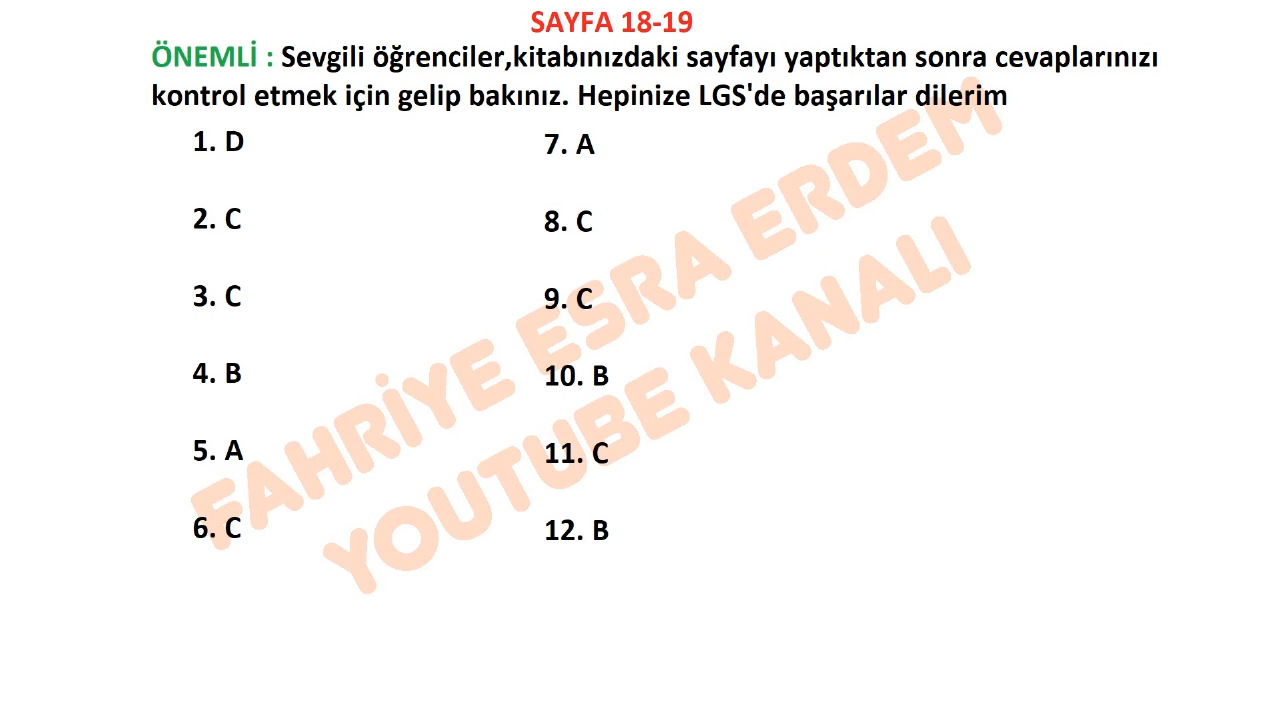 SAYFA 18-19
ÖNEMLİ : Sevgili öğrenciler,kitabınızdaki sayfayı yaptıktan sonra cevaplarınızı
kontrol etmek için gelip bakınız. Hepinize LGS'de başarılar dilerim
1. D
2. C
3. C
4. B
5. A
6. C
7. A
8. C
9. C
10. B
11. C
12. B
FAHRİYE ESRA ERDEM
YOUTUBE KANALI